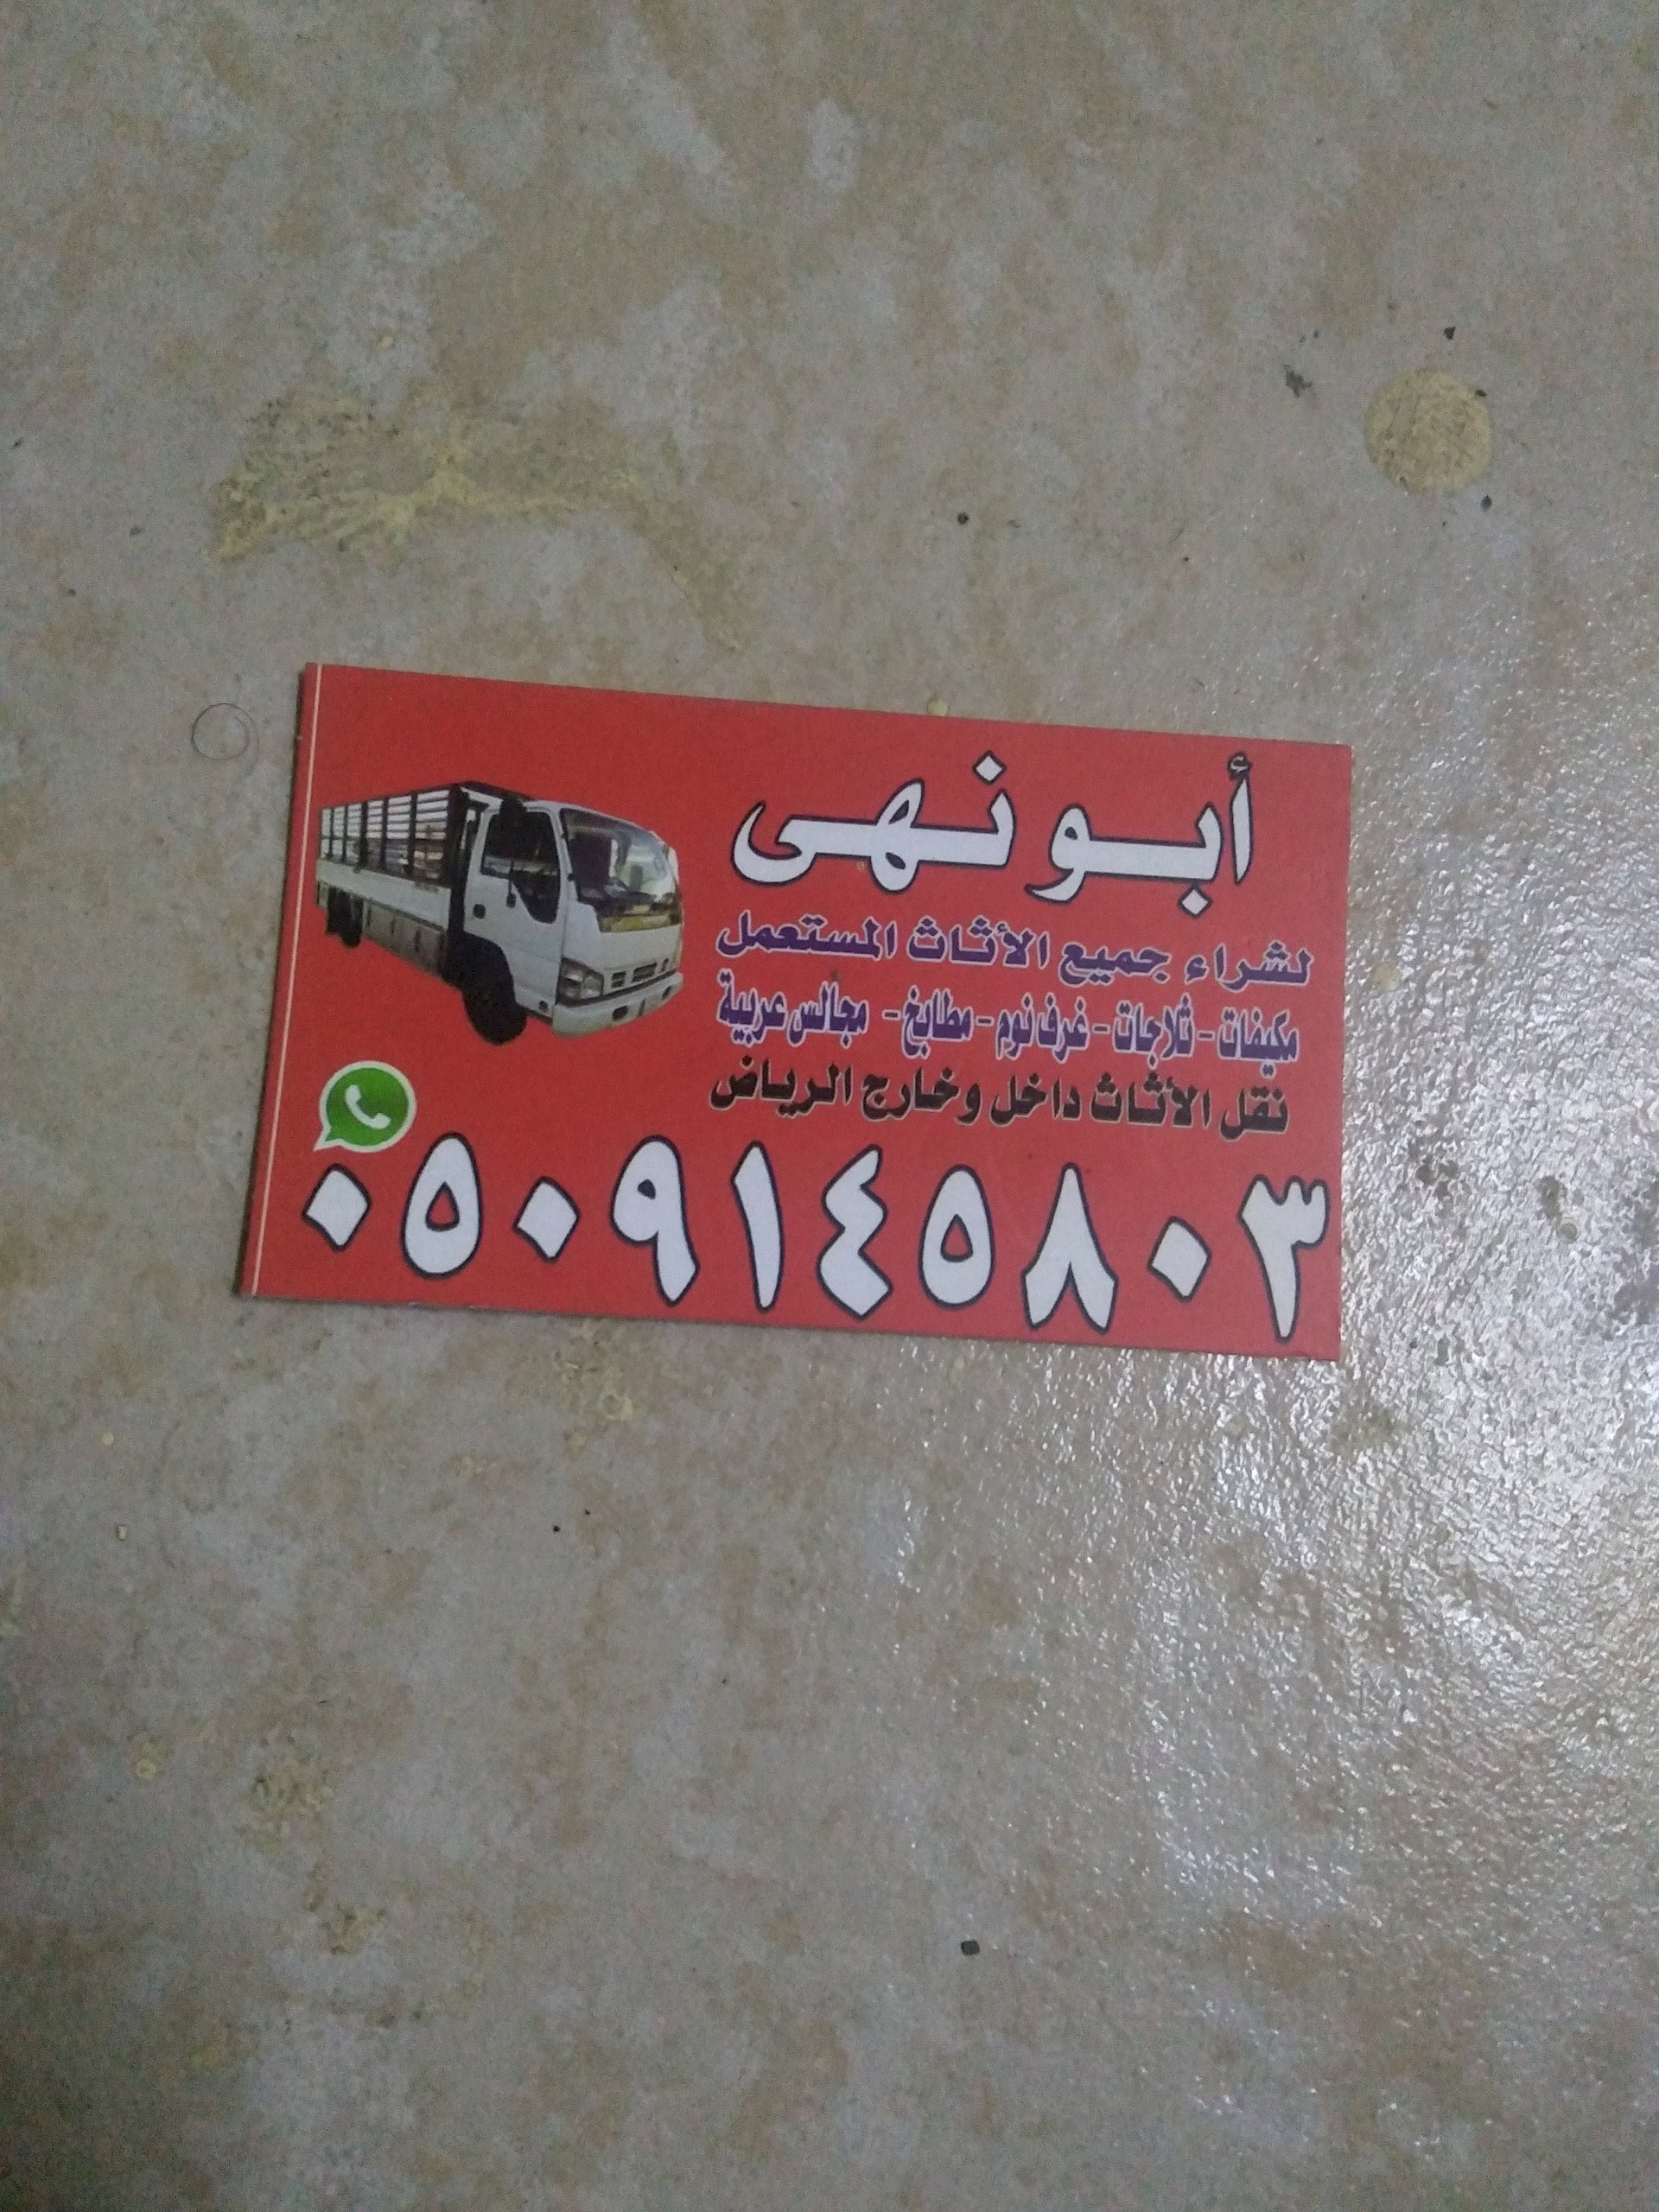 أبو نهى
لشراء جميع الأثاث المستعمل
مكيفات - ثلاجات - غرف نوم - مطابخ - مجالس عربية
نقل الأثاث داخل وخارج الرياض
٠٥٠٩١٤٥٨٠٣